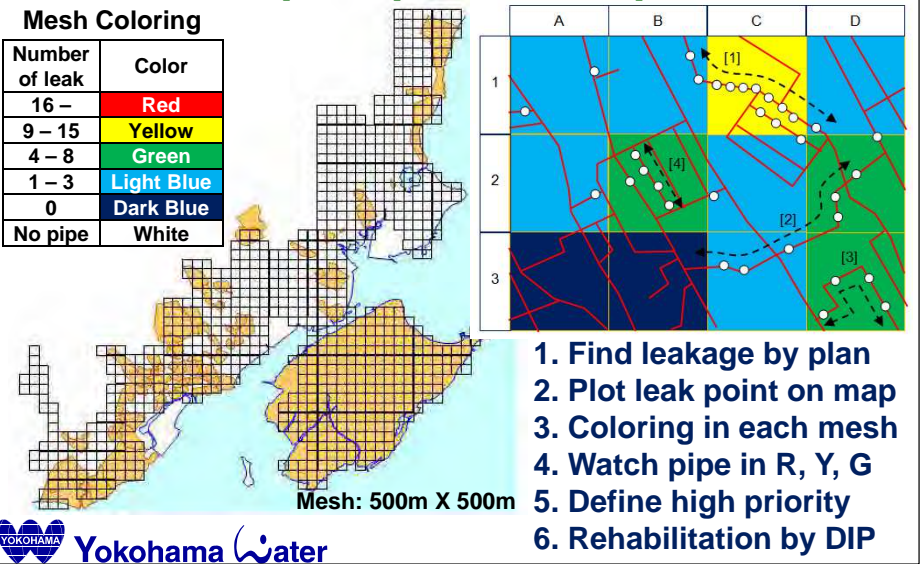 Mesh Coloring
Number of leak Color
16 – Red
9 – 15 Yellow
4 – 8 Green
1 – 3 Light Blue
0 Dark Blue
No pipe White
Mesh: 500m X 500m
YOKOHAMA
Yokohama Water
A B C D
1
2
3
[1]
[4]
[2]
[3]
1. Find leakage by plan
2. Plot leak point on map
3. Coloring in each mesh
4. Watch pipe in R, Y, G
5. Define high priority
6. Rehabilitation by DIP